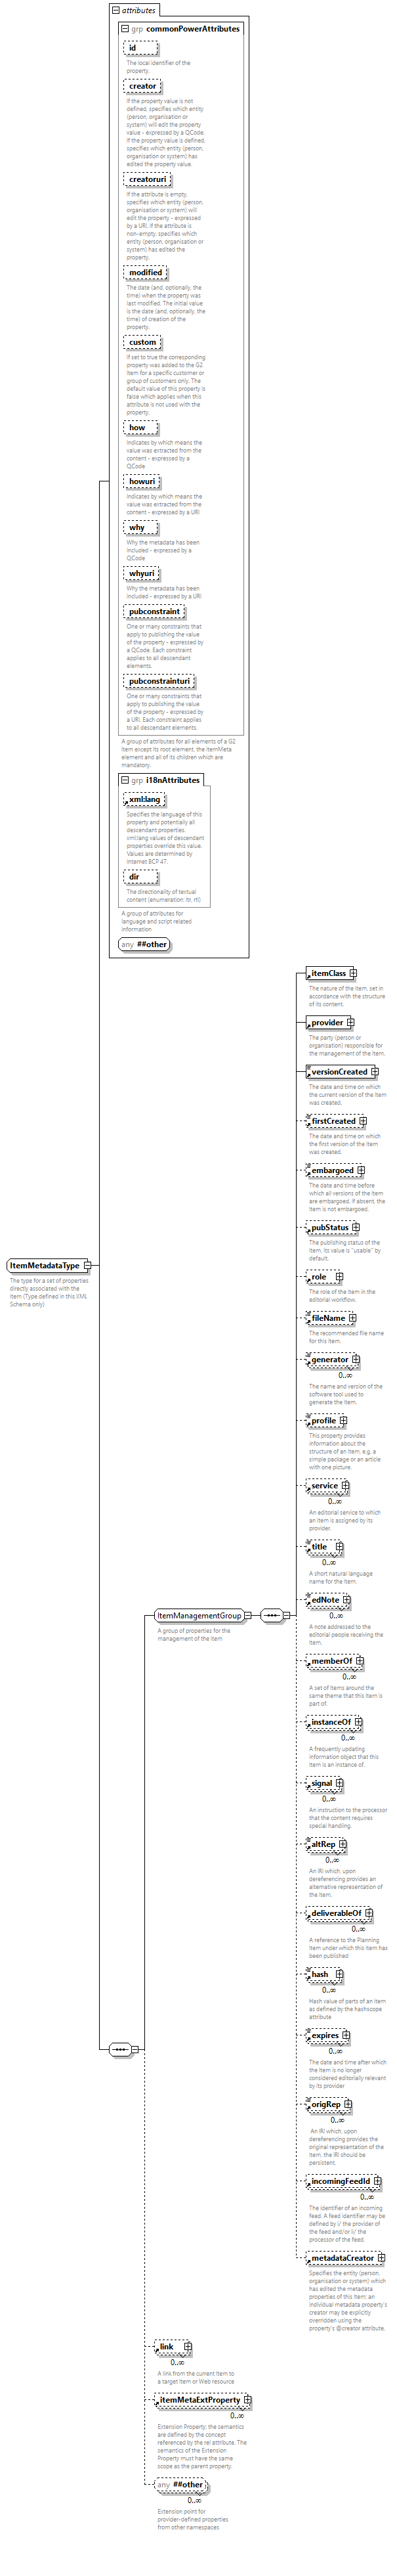 attributes
grp commonPowerAttributes
id
The local identifier of the
property.
creator
If the property value is not
defined, specifies which entity
(person, organisation or
system) will edit the property
value - expressed by a QCode.
If the property value is defined,
specifies which entity (person,
organisation or system) has
edited the property value.
creatoruri
If the attribute is empty,
specifies which entity (person,
organisation or system) will
edit the property - expressed
by a URI. If the attribute is
non-empty, specifies which
entity (person, organisation or
system) has edited the
property.
modified
The date (and, optionally, the
time) when the property was
last modified. The initial value
is the date (and, optionally, the
time) of creation of the
property.
custom
If set to true the corresponding
property was added to the G2
Item for a specific customer or
group of customers only. The
default value of this property is
false which applies when this
attribute is not used with the
property.
how
Indicates by which means the
value was extracted from the
content - expressed by a
QCode
howuri
Indicates by which means the
value was extracted from the
content - expressed by a URI
why
Why the metadata has been
included - expressed by a
QCode
whyuri
Why the metadata has been
included - expressed by a URI
pubconstraint
One or many constraints that
apply to publishing the value
of the property - expressed
by a QCode. Each constraint
applies to all descendant
elements.
pubconstrainturi
One or many constraints that
apply to publishing the value
of the property - expressed by
a URI. Each constraint applies
to all descendant elements.
A group of attributes for all elements of a G2
Item except its root element, the itemMeta
element and all of its children which are
mandatory.
grp i18nAttributes
xml:lang
Specifies the language of this
property and potentially all
descendant properties.
xml:lang values of descendant
properties override this value.
Values are determined by
Internet BCP 47.
dir
The directionality of textual
content (enumeration: ltr, rtl)
A group of attributes for
language and script related
information
any ##other
ItemMetadataType
The type for a set of properties
directly associated with the
Item (Type defined in this XML
Schema only)
ItemManagementGroup
A group of properties for the
management of the Item
itemClass
The nature of the Item, set in
accordance with the structure
of its content.
provider
The party (person or
organisation) responsible for
the management of the Item.
versionCreated
The date and time on which
the current version of the Item
was created.
firstCreated
The date and time on which
the first version of the Item
was created.
embargoed
The date and time before
which all versions of the Item
are embargoed. If absent, the
Item is not embargoed.
pubStatus
The publishing status of the
Item, its value is "usable" by
default.
role
The role of the Item in the
editorial workflow.
fileName
The recommended file name
for this Item.
generator
0..∞
The name and version of the
software tool used to
generate the Item.
profile
This property provides
information about the
structure of an Item, e.g. a
simple package or an article
with one picture.
service
0..∞
An editorial service to which
an item is assigned by its
provider.
title
0..∞
A short natural language
name for the Item.
edNote
0..∞
A note addressed to the
editorial people receiving the
Item.
memberOf
0..∞
A set of Items around the
same theme that this Item is
part of.
instanceOf
0..∞
A frequently updating
information object that this
Item is an instance of.
signal
0..∞
An instruction to the processor
that the content requires
special handling.
altRep
0..∞
An IRI which, upon
dereferencing provides an
alternative representation of
the Item.
deliverableOf
0..∞
A reference to the Planning
Item under which this item has
been published
hash
0..∞
Hash value of parts of an item
as defined by the hashscope
attribute
expires
0..∞
The date and time after which
the Item is no longer
considered editorially relevant
by its provider
origRep
0..∞
An IRI which, upon
dereferencing provides the
original representation of the
Item. the IRI should be
persistent.
incomingFeedId
0..∞
The identifier of an incoming
feed. A feed identifier may be
defined by i/ the provider of
the feed and/or ii/ the
processor of the feed.
metadataCreator
Specifies the entity (person,
organisation or system) which
has edited the metadata
properties of this Item; an
individual metadata property's
creator may be explicitly
overridden using the
property's @creator attribute.
link
0..∞
A link from the current Item to
a target Item or Web resource
itemMetaExtProperty
0..∞
Extension Property; the semantics
are defined by the concept
referenced by the rel attribute. The
semantics of the Extension
Property must have the same
scope as the parent property.
any ##other
0..∞
Extension point for
provider-defined properties
from other namespaces